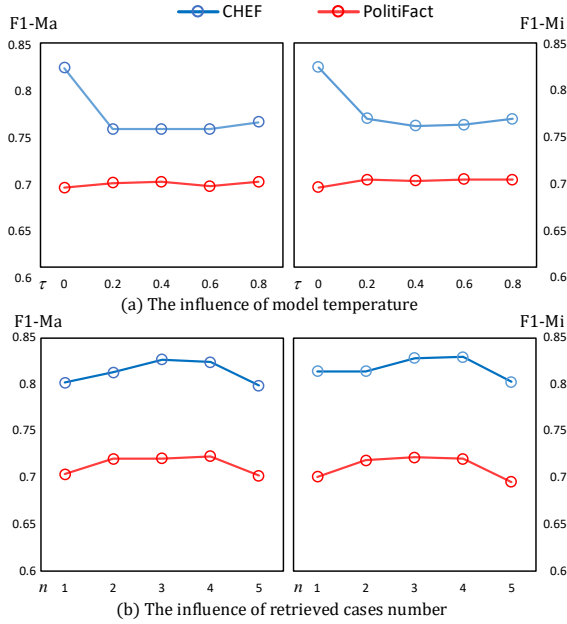 CHEF PolitiFact
F1-Ma F1-Mi
0.85 0.85
0.8 0.8
0.75 0.75
0.7 0.7
0.65 0.65
0.6 0.6
τ 0 0.2 0.4 0.6 0.8 τ 0 0.2 0.4 0.6 0.8
(a) The influence of model temperature
F1-Ma F1-Mi
0.85 0.85
0.8 0.8
0.75 0.75
0.7 0.7
0.65 0.65
0.6 0.6
n 1 2 3 4 5 n 1 2 3 4 5
(b) The influence of retrieved cases number